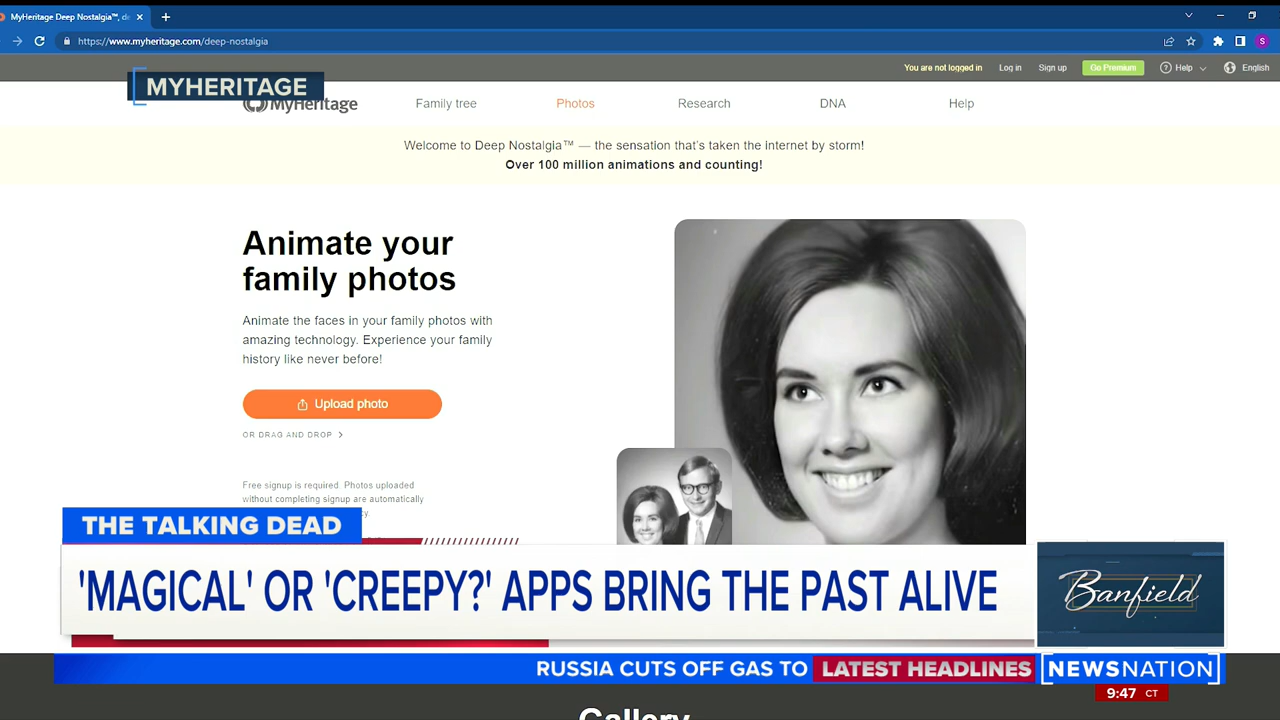 MyHeritage Deep Nostalgia™, de
https://www.myheritage.com/deep-nostalgia
S
You are not logged in
Log in
Sign up
Go Premium
Help
English
MYHERITAGE
MyHeritage
Family tree
Photos
Research
DNA
Help
Welcome to Deep Nostalgia™ — the sensation that's taken the internet by storm!
Over 100 million animations and counting!
Animate your
family photos
Animate the faces in your family photos with
amazing technology. Experience your family
history like never before!
Upload photo
OR DRAG AND DROP
Free signup is required. Photos uploaded
without completing signup are automatically
THE TALKING DEAD
'MAGICAL' OR 'CREEPY?' APPS BRING THE PAST ALIVE
Banfield
RUSSIA CUTS OFF GAS TO
LATEST HEADLINES
NEWSNATION
9:47 CT
Gallery